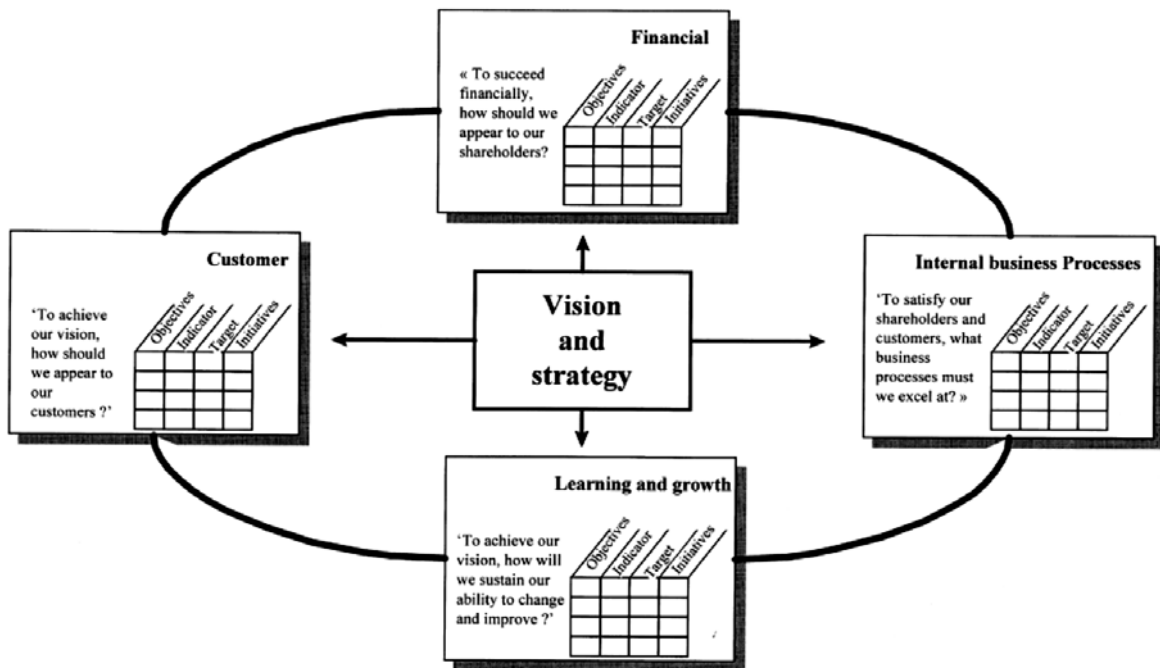 Financial
« To succeed
financially,
how should we
appear to our
shareholders?
Objectives
Indicator
Target
Initiatives
Customer
'To achieve
our vision,
how should
we appear to
our
customers ?'
Objectives
Indicator
Target
Initiatives
Vision
and
strategy
Internal business Processes
'To satisfy our
shareholders and
customers, what
business
processes must
we excel at? »
Objectives
Indicator
Target
Initiatives
Learning and growth
'To achieve our
vision, how will
we sustain our
ability to change
and improve ?'
Objectives
Indicator
Target
Initiatives